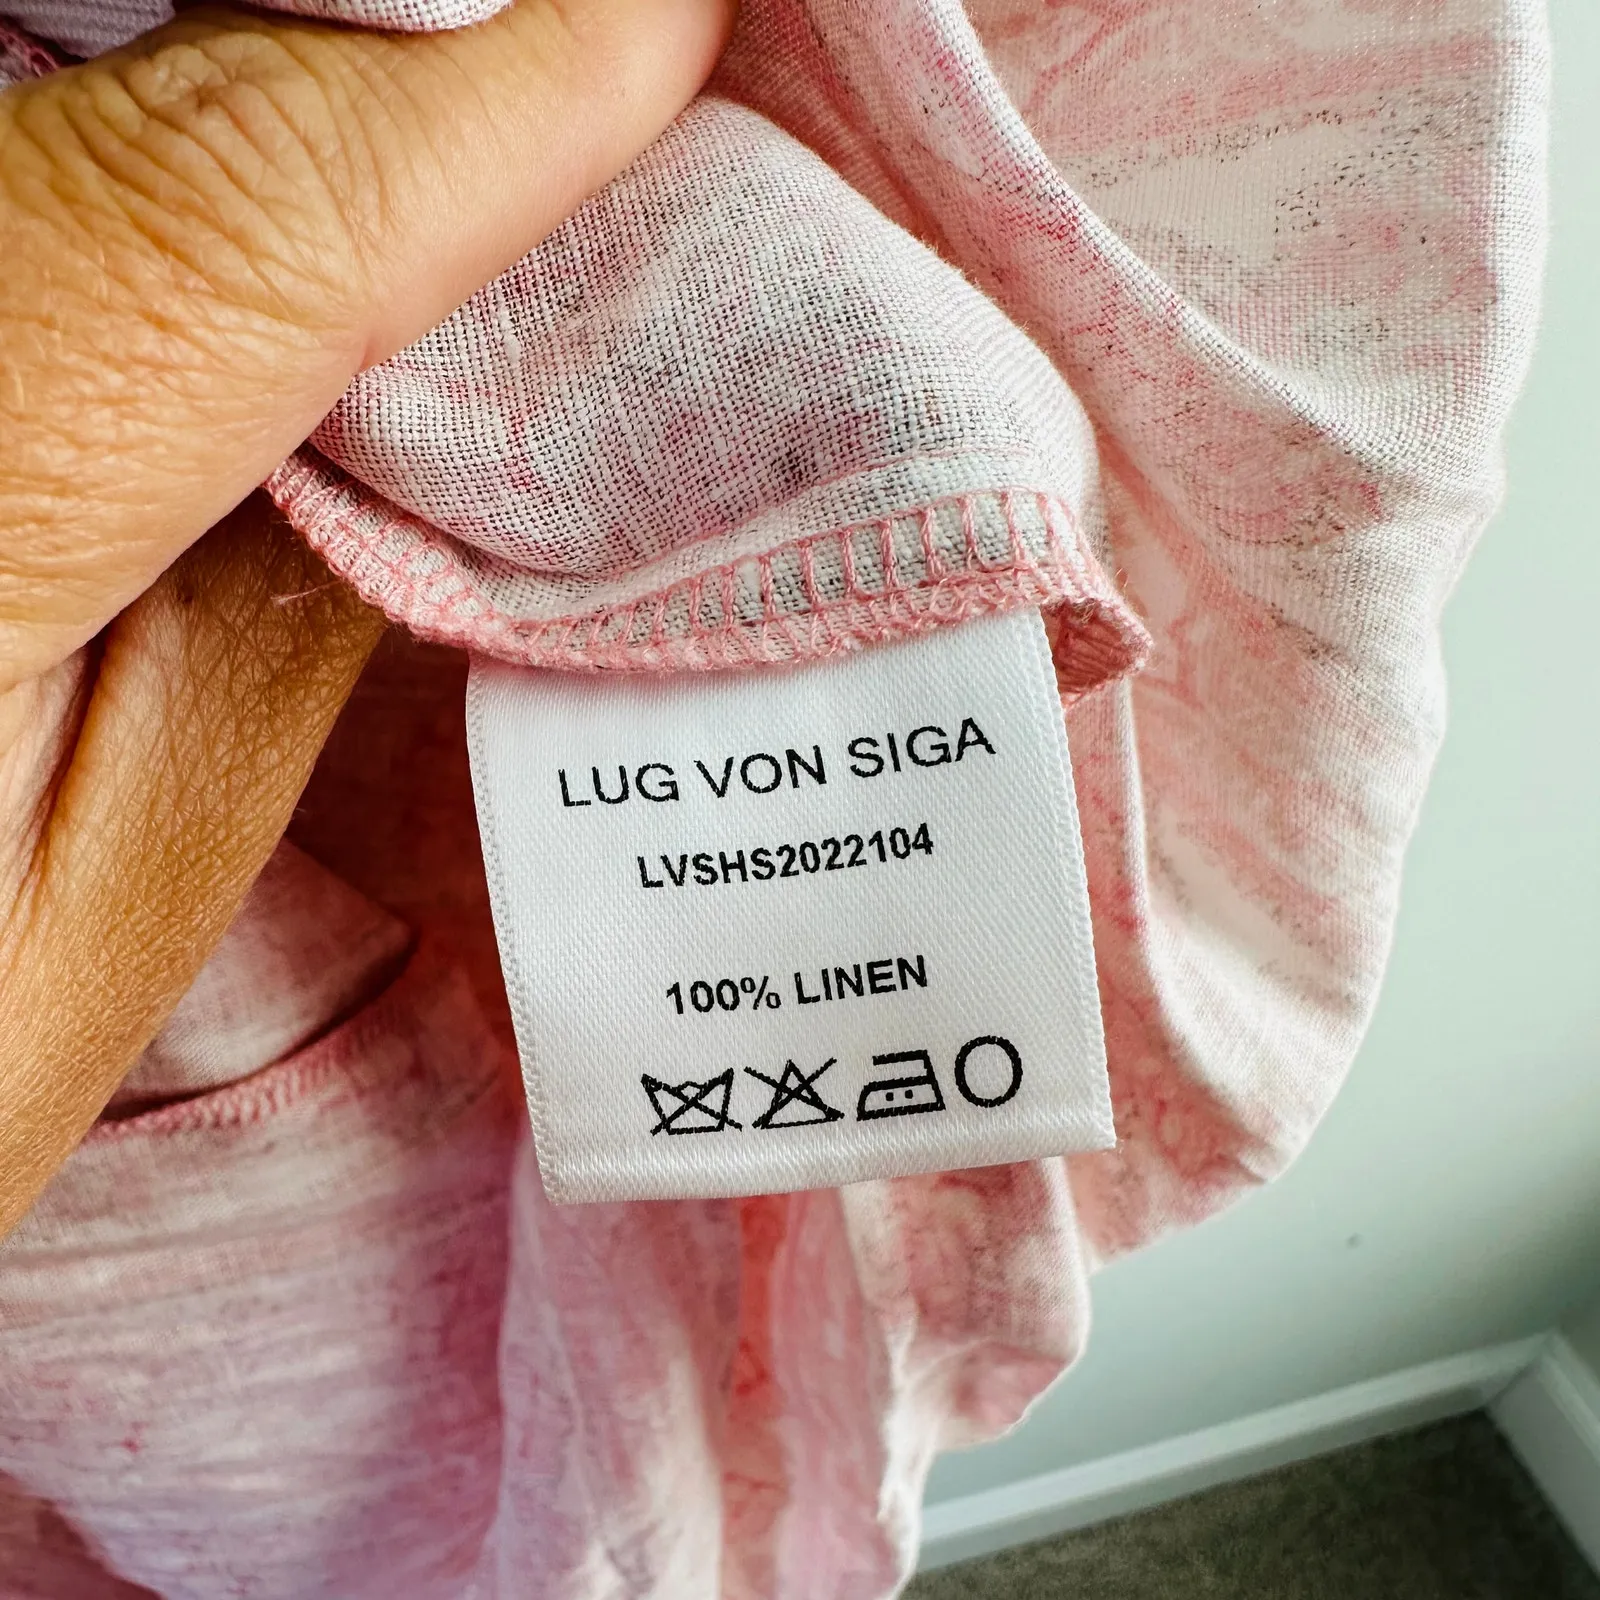 LUG VON SIGA
LVSHS2022104
100% LINEN